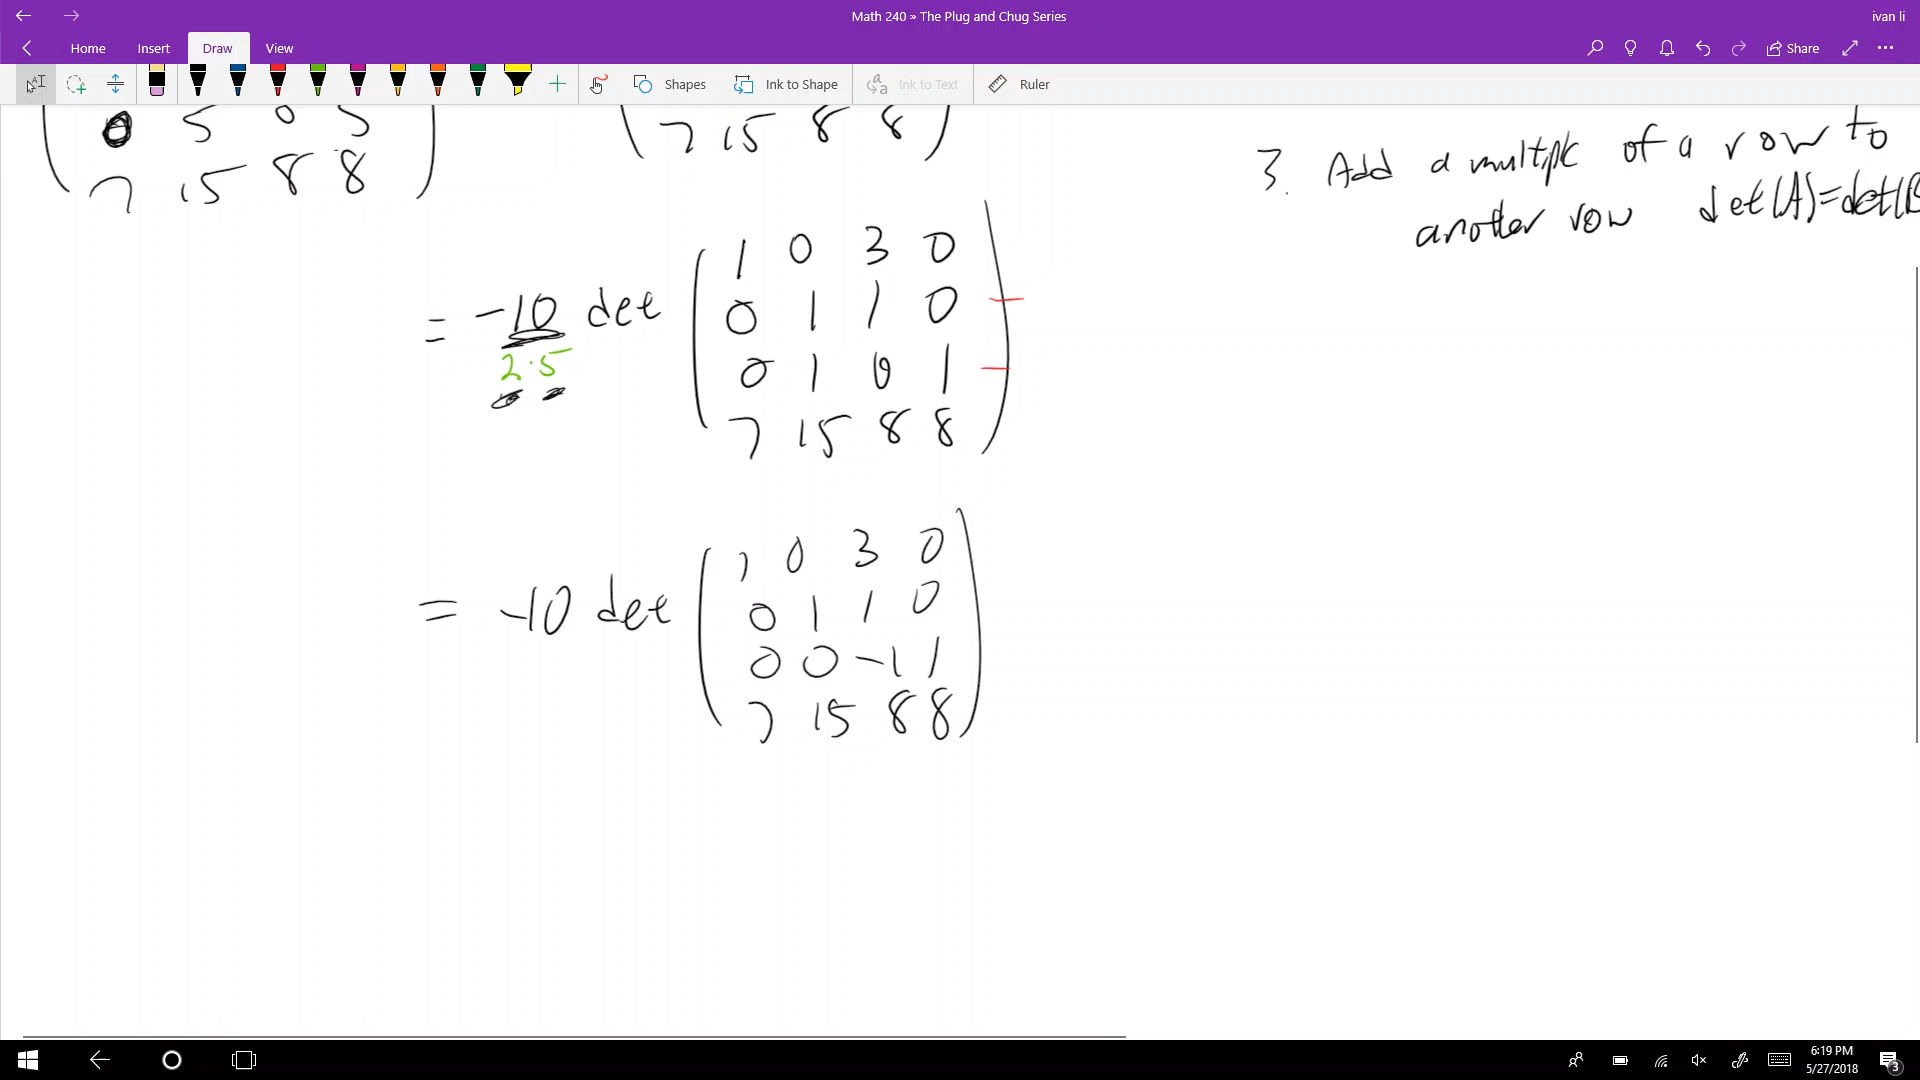 Math 240 » The Plug and Chug Series
ivan li
Home Insert Draw View
Share
Shapes Ink to Shape Ink to Text Ruler
0 5 0 5
7 15 8 8
7 15 8 8
3. Add a multiple of a row to
another row det(A)=det(B
1 0 3 0
0 1 1 0
= -10 det
2·5
0 1 0 1
7 15 8 8
1 0 3 0
0 1 1 0
= -10 det
0 0 -1 1
7 15 8 8
6:19 PM
5/27/2018
3